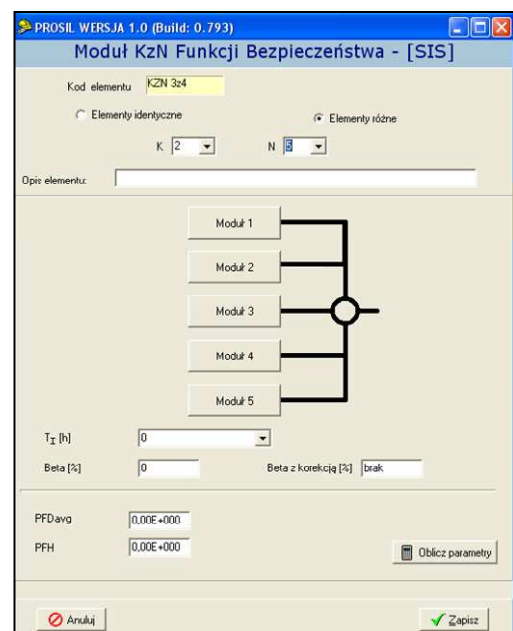 PROSIL WERSJA 1.0 (Build: 0.793)
Moduł KzN Funkcji Bezpieczeństwa - [SIS]
Kod elementu KZN 3z4
Elementy identyczne Elementy różne
K 2 N 5
Opis elementu:
Moduł 1
Moduł 2
Moduł 3
Moduł 4
Moduł 5
TI [h] 0
Beta [%] 0 Beta z korekcją [%] brak
PFDavg 0,00E+000
PFH 0,00E+000
Oblicz parametry
Anuluj Zapisz